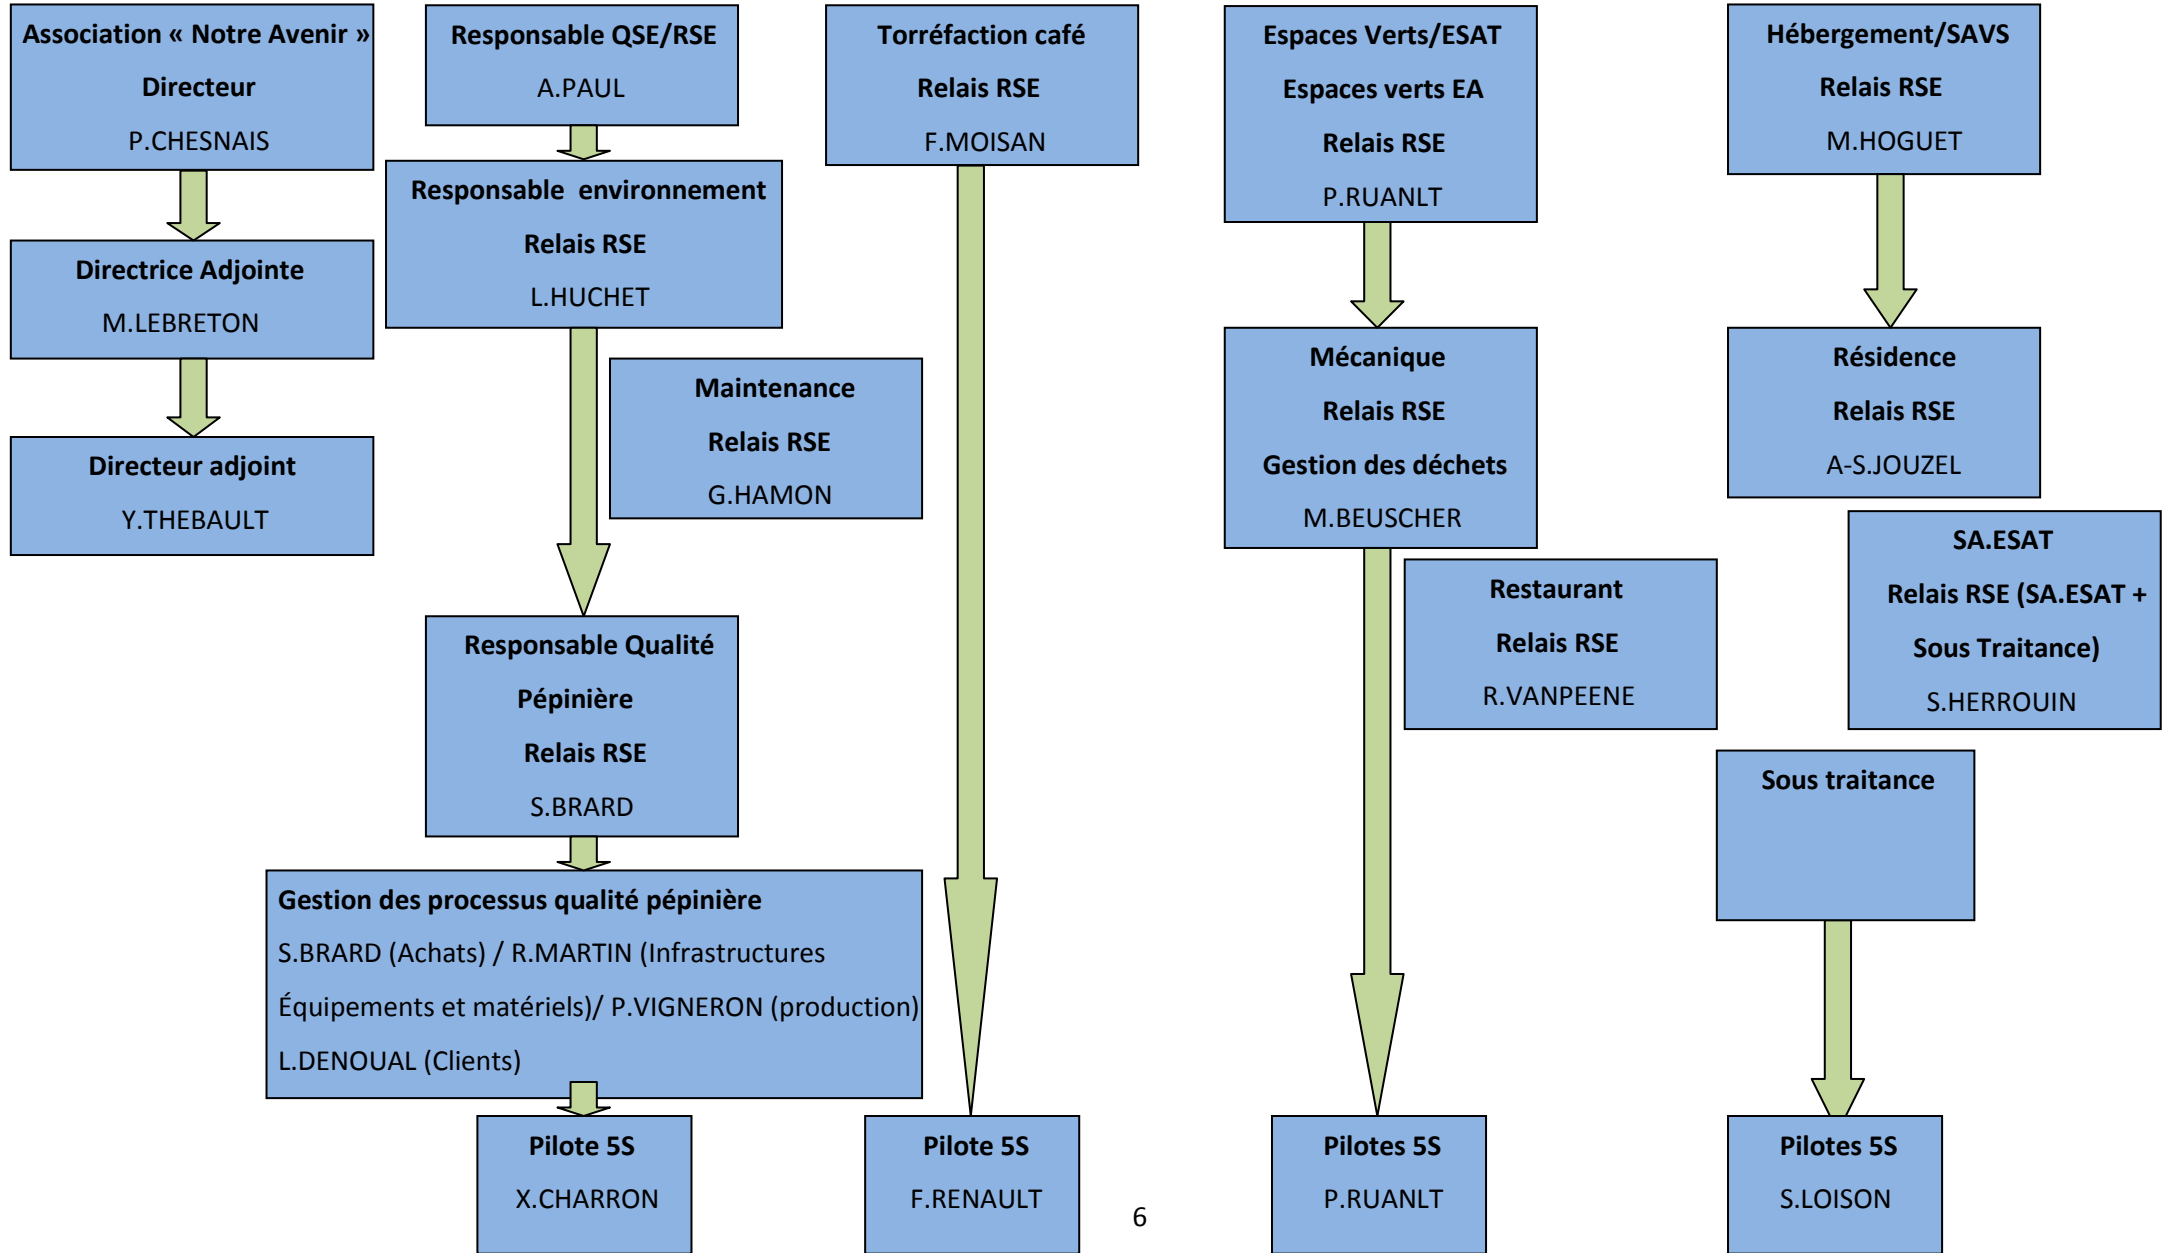 Association « Notre Avenir »
Directeur
P.CHESNAIS
Directrice Adjointe
M.LEBRETON
Directeur adjoint
Y.THEBAULT
Responsable QSE/RSE
A.PAUL
Responsable environnement
Relais RSE
L.HUCHET
Maintenance
Relais RSE
G.HAMON
Responsable Qualité
Pépinière
Relais RSE
S.BRARD
Gestion des processus qualité pépinière
S.BRARD (Achats) / R.MARTIN (Infrastructures
Équipements et matériels)/ P.VIGNERON (production)
L.DENOUAL (Clients)
Pilote 5S
X.CHARRON
Torréfaction café
Relais RSE
F.MOISAN
Pilote 5S
F.RENAULT
Espaces Verts/ESAT
Espaces verts EA
Relais RSE
P.RUANLT
Mécanique
Relais RSE
Gestion des déchets
M.BEUSCHER
Restaurant
Relais RSE
R.VANPEENE
Pilotes 5S
P.RUANLT
Hébergement/SAVS
Relais RSE
M.HOGUET
Résidence
Relais RSE
A-S.JOUZEL
SA.ESAT
Relais RSE (SA.ESAT +
Sous Traitance)
S.HERROUIN
Sous traitance
Pilotes 5S
S.LOISON
6